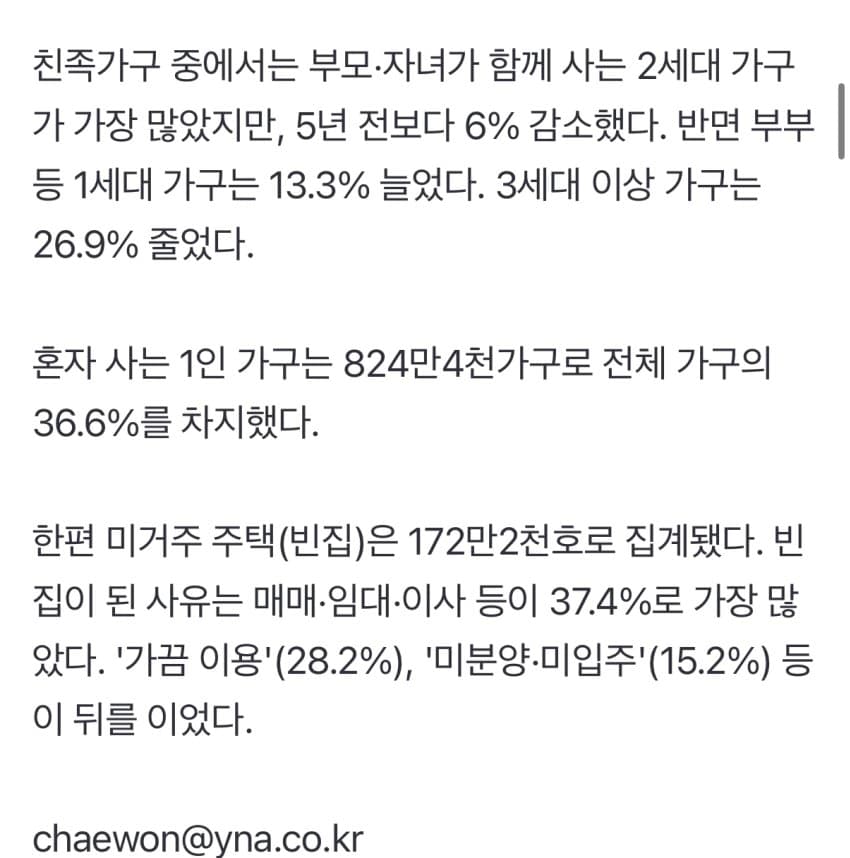 친족가구 중에서는 부모·자녀가 함께 사는 2세대 가구
가 가장 많았지만, 5년 전보다 6% 감소했다. 반면 부부
등 1세대 가구는 13.3% 늘었다. 3세대 이상 가구는
26.9% 줄었다.
혼자 사는 1인 가구는 824만4천가구로 전체 가구의
36.6%를 차지했다.
한편 미거주 주택(빈집)은 172만2천호로 집계됐다. 빈
집이 된 사유는 매매·임대·이사 등이 37.4%로 가장 많
았다. '가끔 이용'(28.2%), '미분양·미입주'(15.2%) 등
이 뒤를 이었다.
chaewon@yna.co.kr